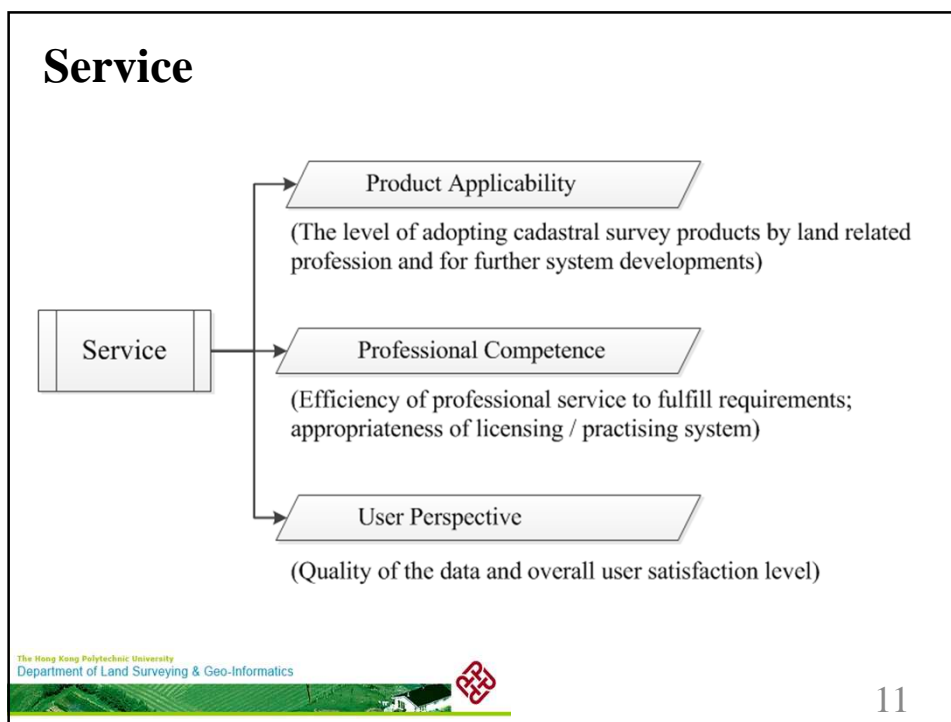 Service
Product Applicability
(The level of adopting cadastral survey products by land related
profession and for further system developments)
Service
Professional Competence
(Efficiency of professional service to fulfill requirements;
appropriateness of licensing / practising system)
User Perspective
(Quality of the data and overall user satisfaction level)
The Hong Kong Polytechnic University
Department of Land Surveying & Geo-Informatics
11